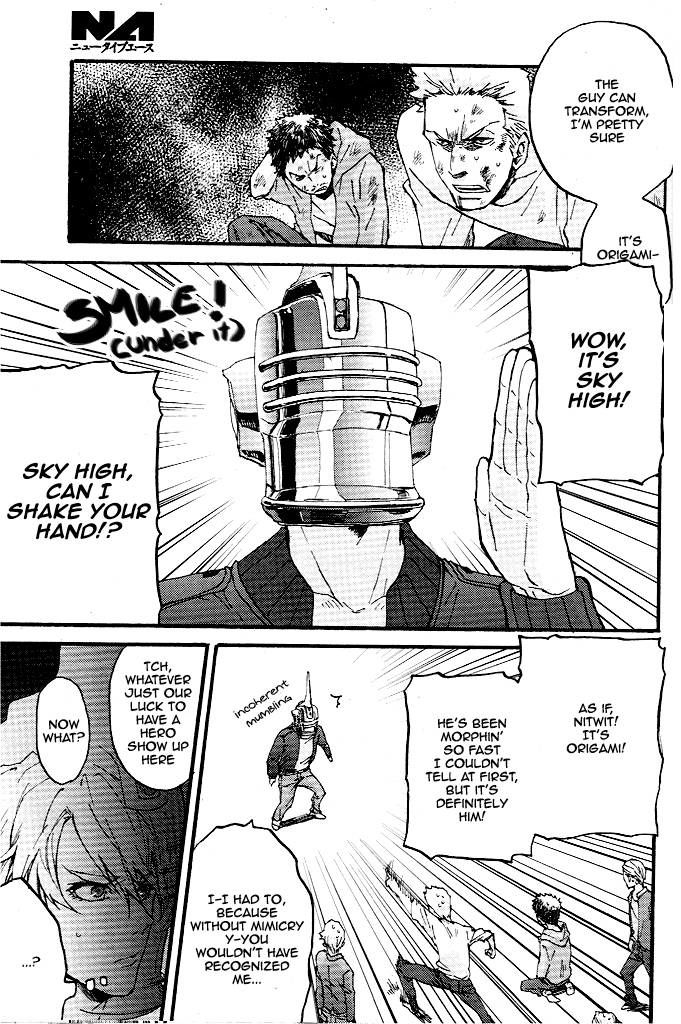 NA
ニュータイプエース
THE
GUY CAN
TRANSFORM,
I'M PRETTY
SURE
IT'S
ORIGAMI-
SMILE!
(under it)
WOW,
IT'S
SKY
HIGH!
SKY HIGH,
CAN I
SHAKE YOUR
HAND!?
AS IF,
NITWIT!
IT'S
ORIGAMI!
HE'S BEEN
MORPHIN'
SO FAST
I COULDN'T
TELL AT FIRST,
BUT IT'S
DEFINITELY
HIM!
incoherent
mumbling
I-I HAD TO,
BECAUSE
WITHOUT MIMICRY
Y-YOU
WOULDN'T HAVE
RECOGNIZED
ME...
TCH,
WHATEVER
JUST OUR
LUCK TO
HAVE A
HERO
SHOW UP
HERE
NOW
WHAT?
...?